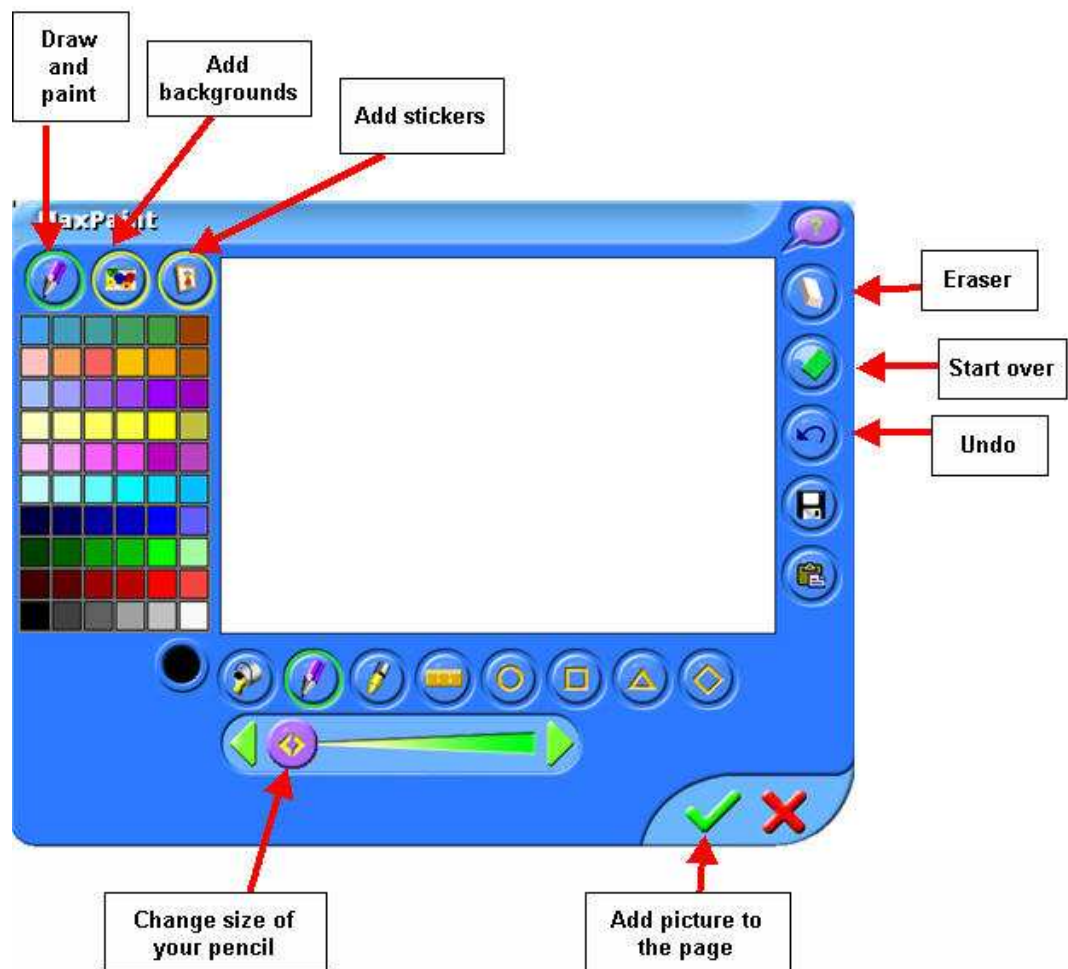 Draw
and
paint
Add
backgrounds
Add stickers
MaxPaint
?
Eraser
Start over
Undo
Change size of
your pencil
Add picture to
the page